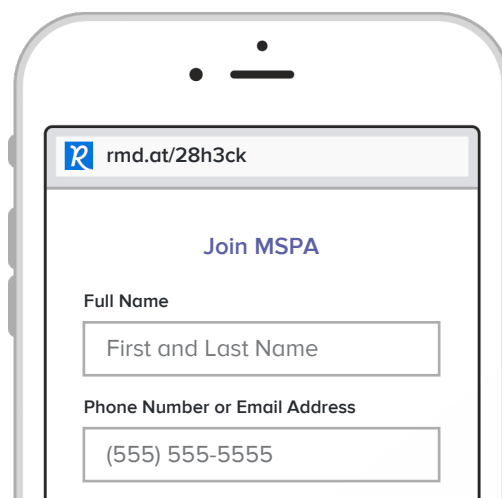 rmd.at/28h3ck
Join MSPA
Full Name
First and Last Name
Phone Number or Email Address
(555) 555-5555